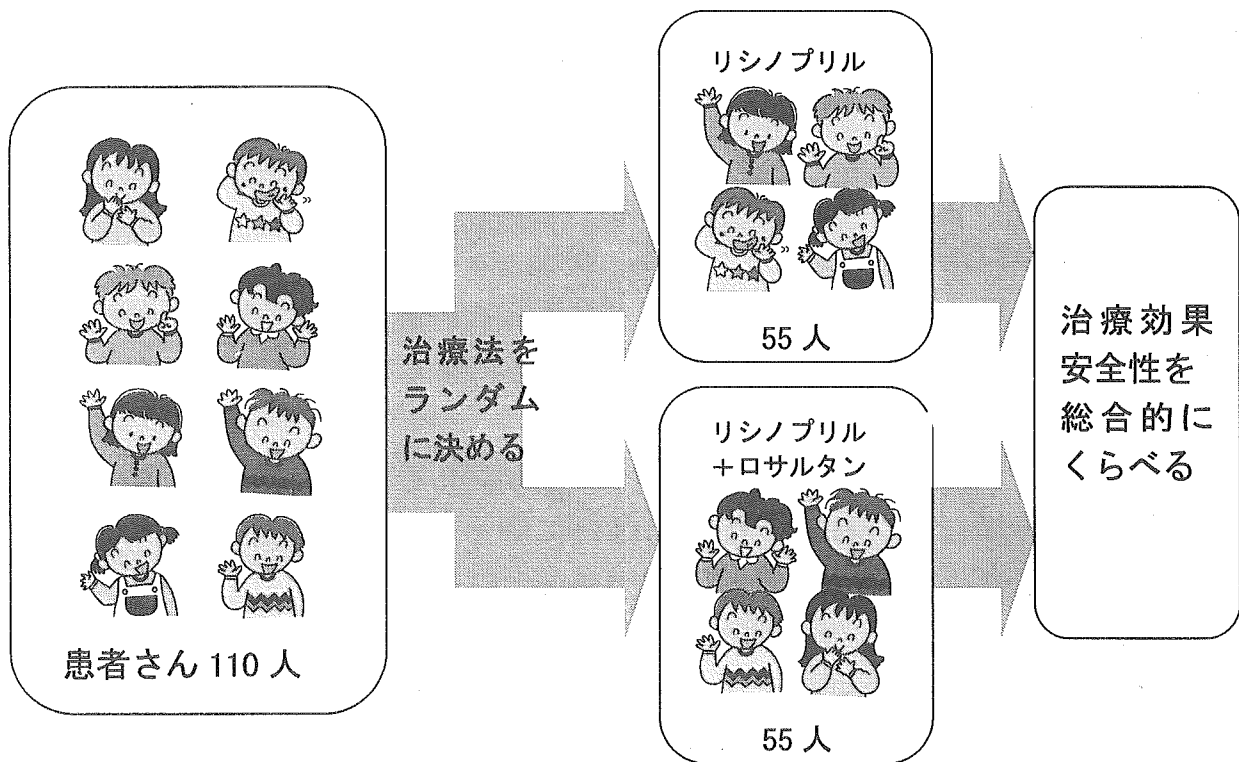 患者さん 110 人
治療法を
ランダム
に決める
リシノプリル
55 人
リシノプリル
+ロサルタン
55 人
治療効果
安全性を
総合的に
くらべる